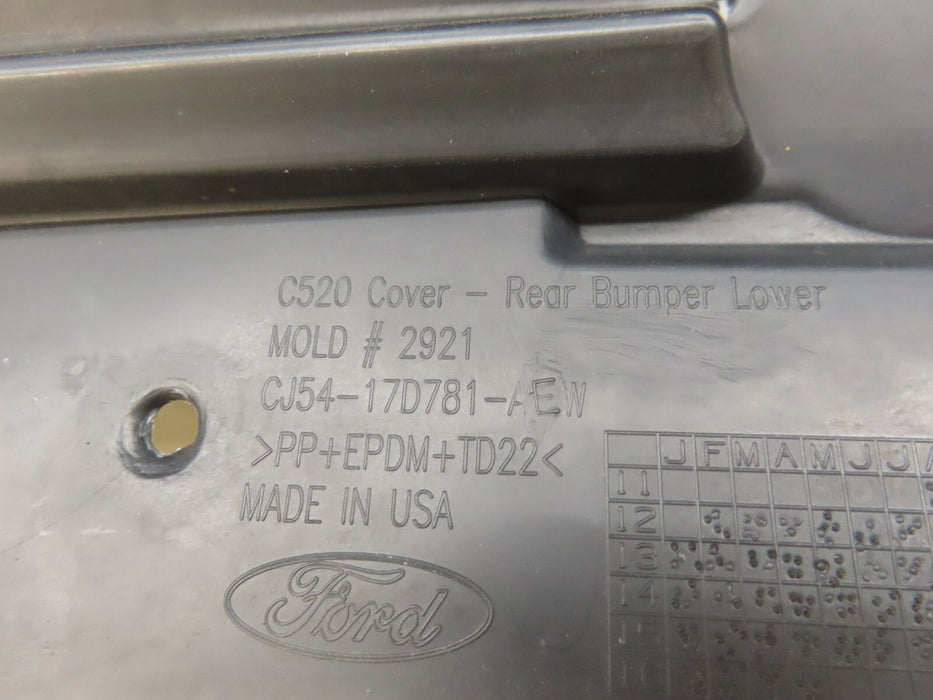 C520 Cover - Rear Bumper Lower
MOLD # 2921
CJ54-17D781-AEW
>PP+EPDM+TD22<
MADE IN USA
Ford
J F M A M J J A
11
12
13
14